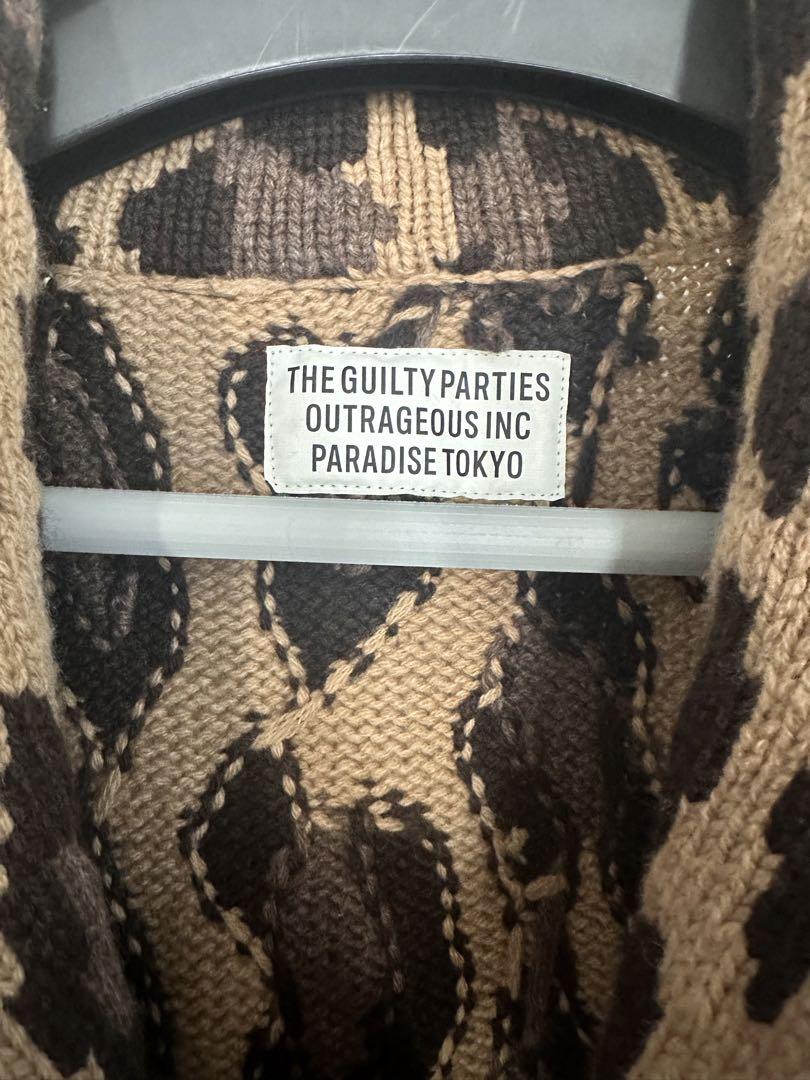 THE GUILTY PARTIES
OUTRAGEOUS INC
PARADISE TOKYO